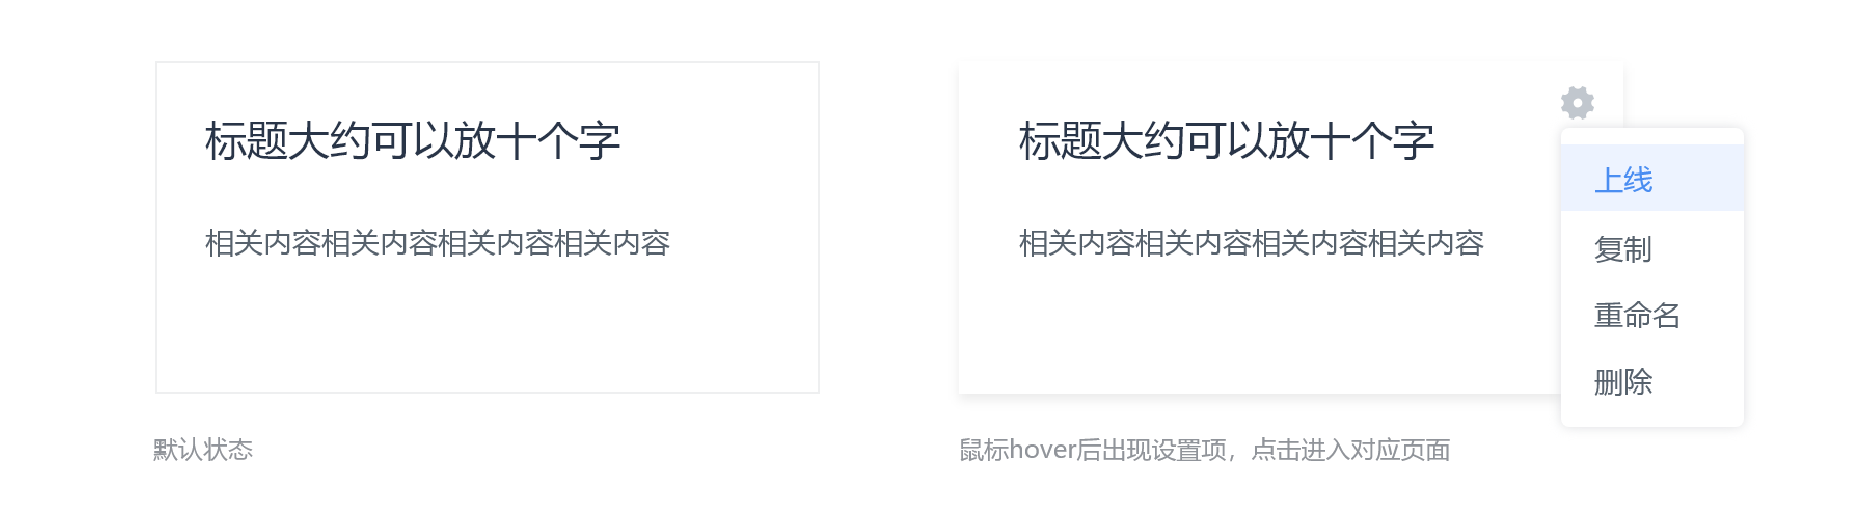 标题大约可以放十个字
相关内容相关内容相关内容相关内容
默认状态
标题大约可以放十个字
相关内容相关内容相关内容相关内容
上线
复制
重命名
删除
鼠标hover后出现设置项，点击进入对应页面